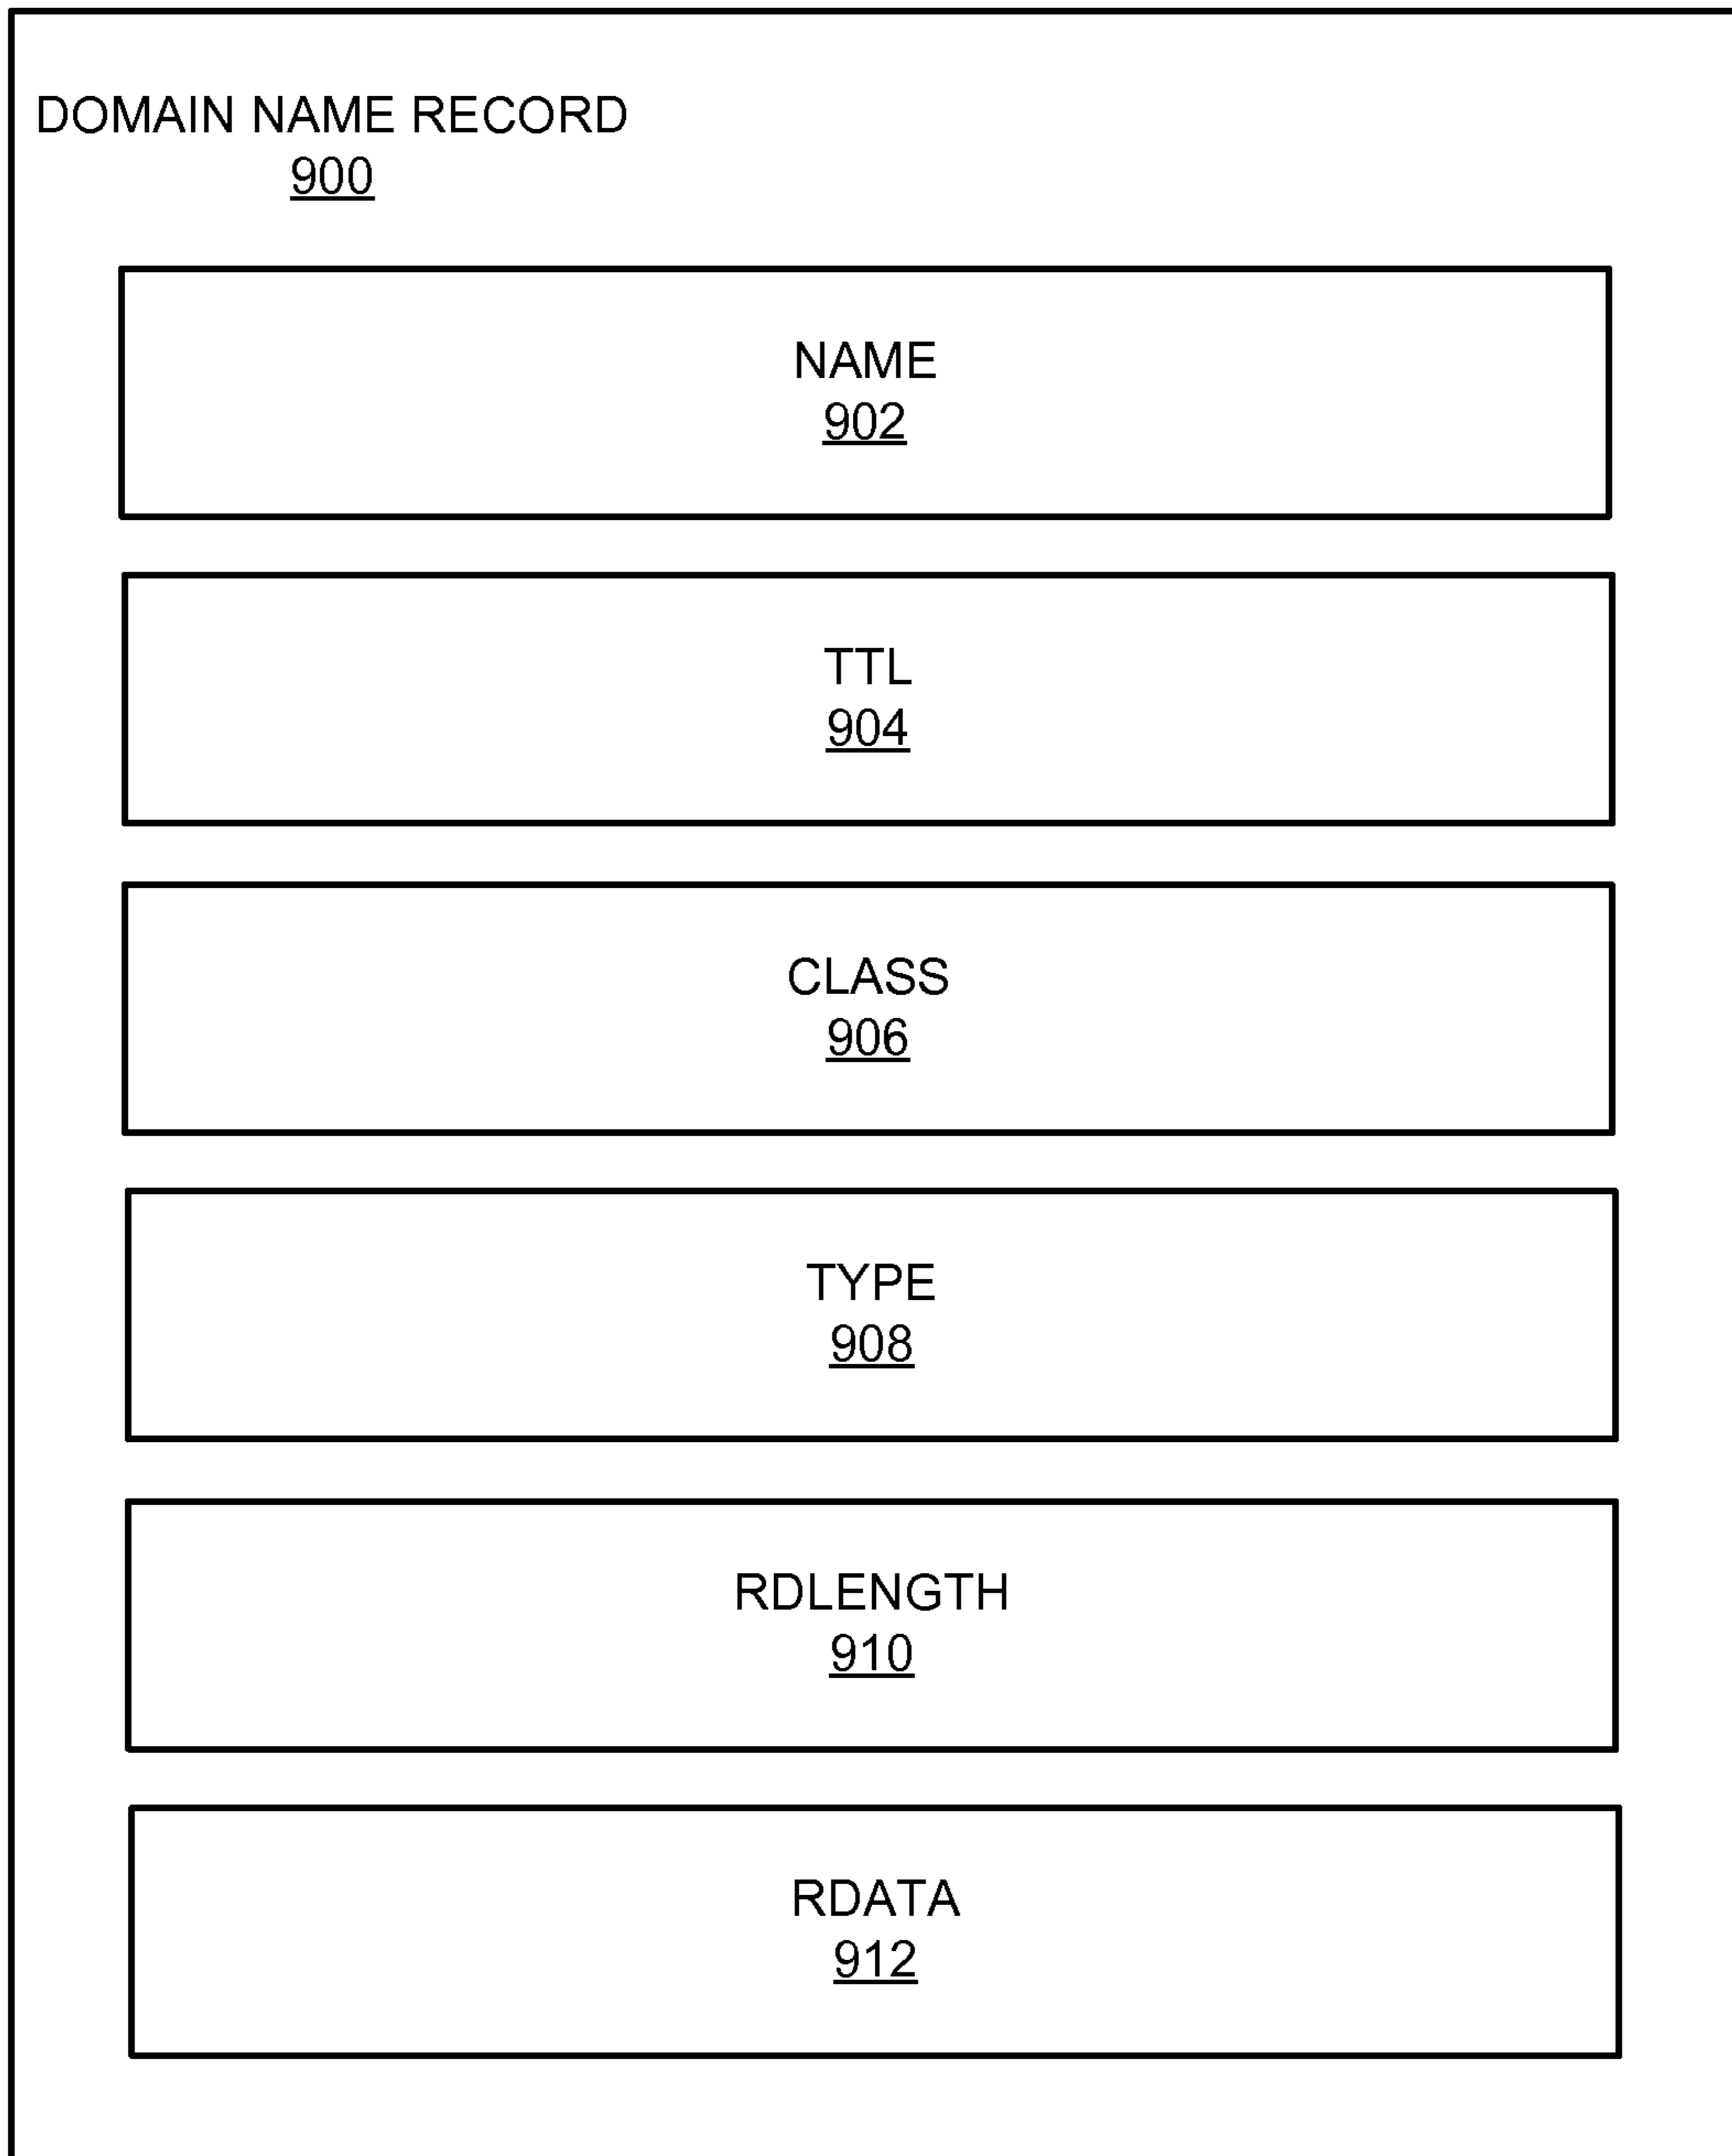 DOMAIN NAME RECORD
900
NAME
902
TTL
904
CLASS
906
TYPE
908
RDLENGTH
910
RDATA
912